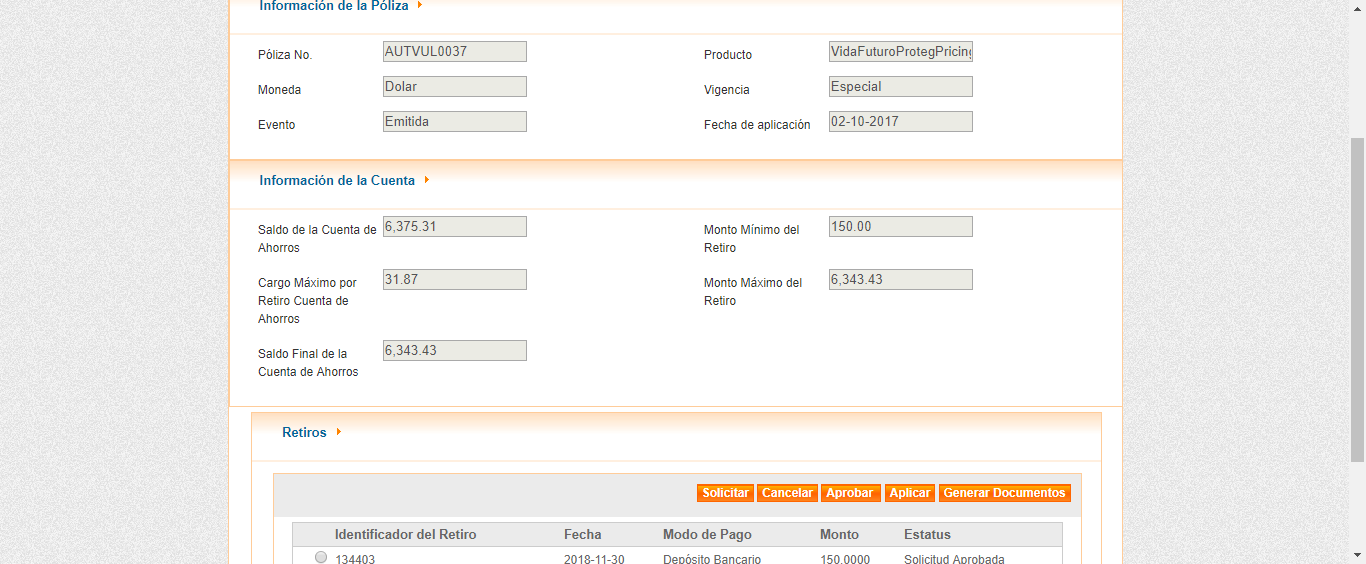 Información de la Póliza
Póliza No. AUTVUL0037 Producto VidaFuturoProtegPricing
Moneda Dolar Vigencia Especial
Evento Emitida Fecha de aplicación 02-10-2017
Información de la Cuenta
Saldo de la Cuenta de Ahorros 6,375.31 Monto Mínimo del Retiro 150.00
Cargo Máximo por Retiro Cuenta de Ahorros 31.87 Monto Máximo del Retiro 6,343.43
Saldo Final de la Cuenta de Ahorros 6,343.43
Retiros
Solicitar Cancelar Aprobar Aplicar Generar Documentos
Identificador del Retiro Fecha Modo de Pago Monto Estatus
134403 2018-11-30 Depósito Bancario 150.0000 Solicitud Aprobada